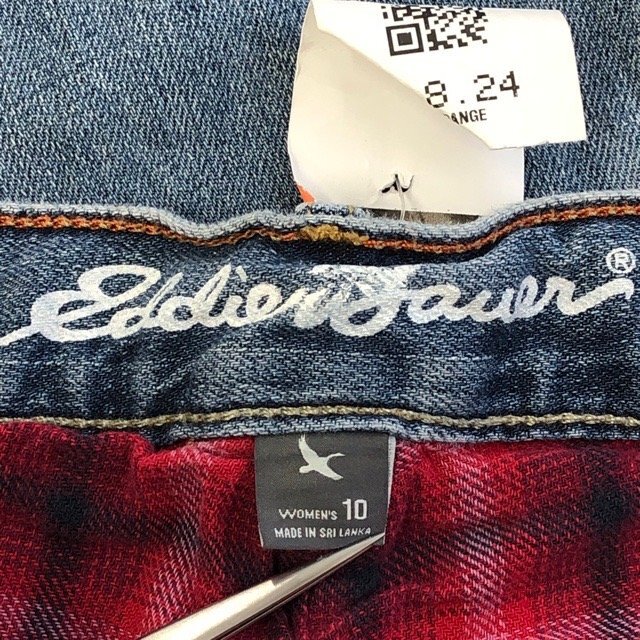 8.24
ANGE
Eddie Bauer®
WOMEN'S 10
MADE IN SRI LANKA